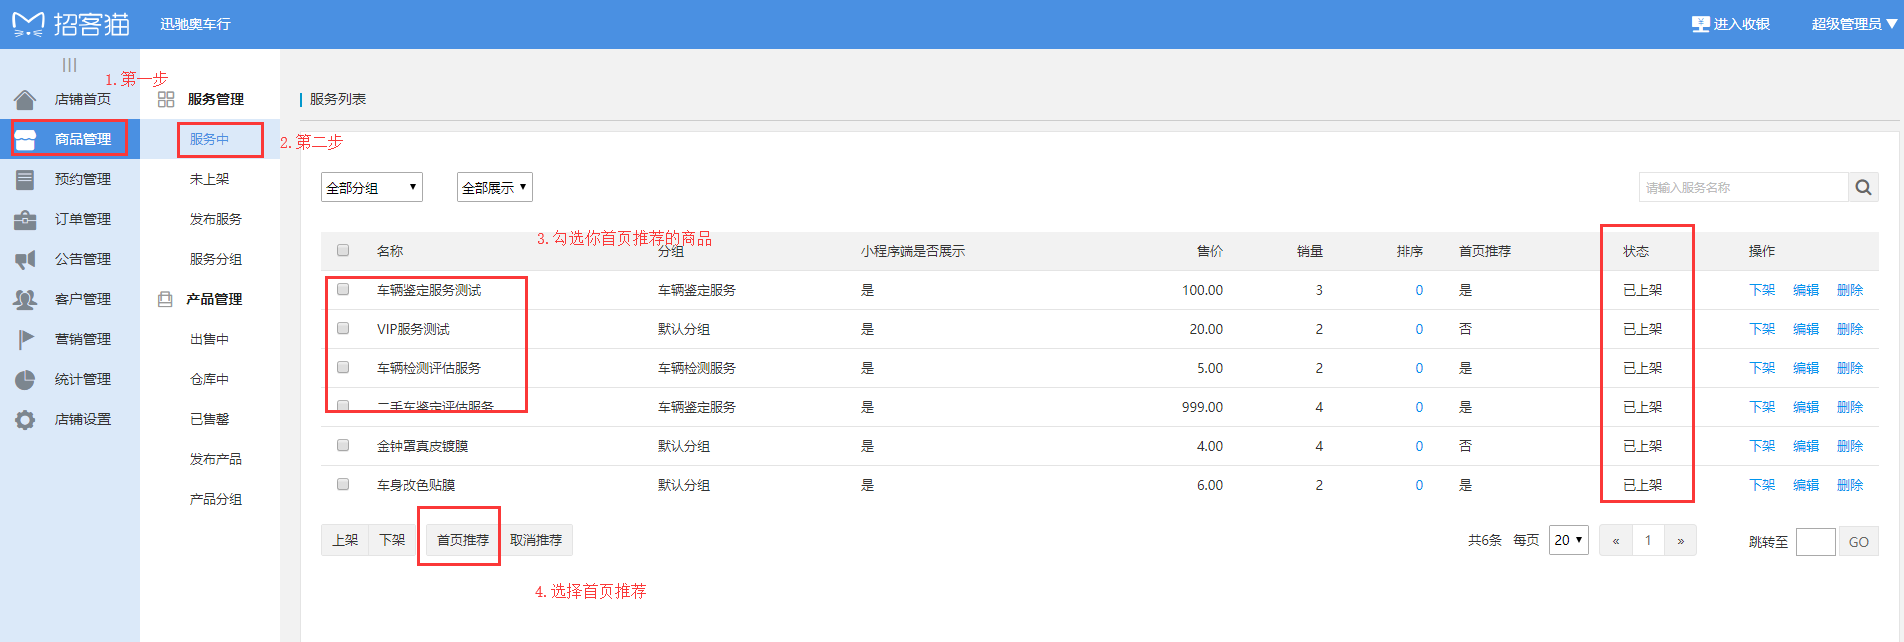 招客猫 迅驰奥车行 进入收银 超级管理员
1.第一步
店铺首页 服务管理 服务列表
商品管理 服务中 2.第二步
预约管理 未上架 全部分组 全部展示 请输入服务名称
订单管理 发布服务
3.勾选你首页推荐的商品
名称 分组 小程序端是否展示 售价 销量 排序 首页推荐 状态 操作
公告管理 服务分组
客户管理 产品管理 车辆鉴定服务测试 车辆鉴定服务 是 100.00 3 0 是 已上架 下架 编辑 删除
营销管理 出售中 VIP服务测试 默认分组 是 20.00 2 0 否 已上架 下架 编辑 删除
统计管理 仓库中 车辆检测评估服务 车辆检测服务 是 5.00 2 0 是 已上架 下架 编辑 删除
店铺设置 已售罄 二手车鉴定评估服务 车辆鉴定服务 是 999.00 4 0 是 已上架 下架 编辑 删除
发布产品 金钟罩真皮镀膜 默认分组 是 4.00 4 0 否 已上架 下架 编辑 删除
产品分组 车身改色贴膜 默认分组 是 6.00 2 0 是 已上架 下架 编辑 删除
上架 下架 首页推荐 取消推荐 共6条 每页 20 « 1 » 跳转至 GO
4.选择首页推荐